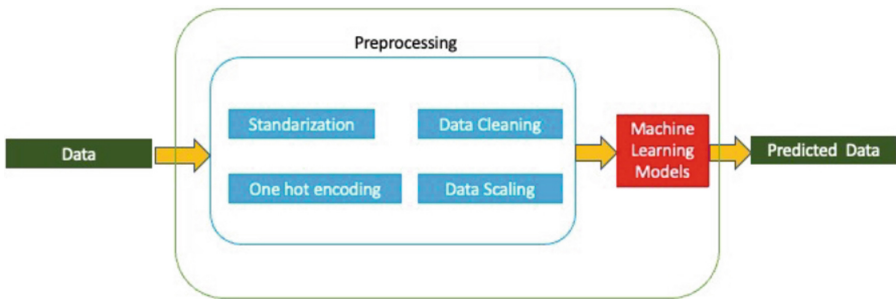 Preprocessing
Standarization
Data Cleaning
Data
One hot encoding
Data Scaling
Machine
Learning
Models
Predicted Data